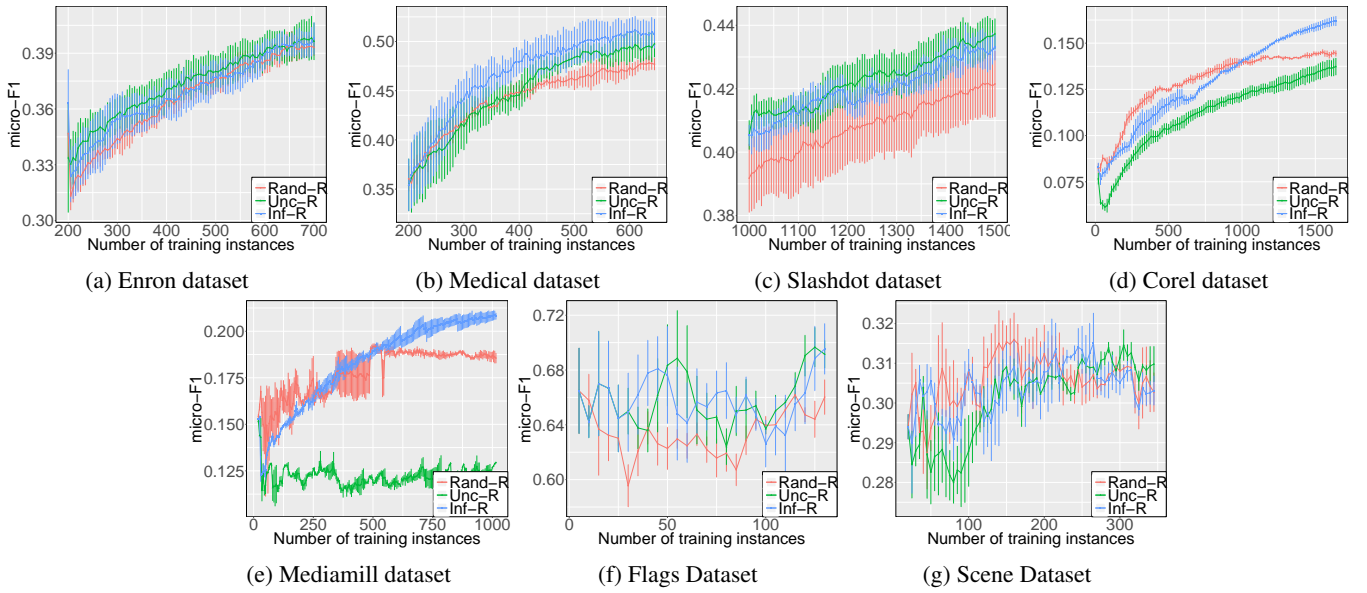 micro−F1
0.39
0.36
0.33
0.30
200 300 400 500 600 700
Number of training instances
Rand−R
Unc−R
Inf−R
(a) Enron dataset
micro−F1
0.50
0.45
0.40
0.35
200 300 400 500 600
Number of training instances
Rand−R
Unc−R
Inf−R
(b) Medical dataset
micro−F1
0.44
0.42
0.40
0.38
1000 1100 1200 1300 1400 1500
Number of training instances
Rand−R
Unc−R
Inf−R
(c) Slashdot dataset
micro−F1
0.150
0.125
0.100
0.075
0 500 1000 1500
Number of training instances
Rand−R
Unc−R
Inf−R
(d) Corel dataset
micro−F1
0.200
0.175
0.150
0.125
0 250 500 750 1000
Number of training instances
Rand−R
Unc−R
Inf−R
(e) Mediamill dataset
micro−F1
0.72
0.68
0.64
0.60
0 50 100
Number of training instances
Rand−R
Unc−R
Inf−R
(f) Flags Dataset
micro−F1
0.32
0.31
0.30
0.29
0.28
100 200 300
Number of training instances
Rand−R
Unc−R
Inf−R
(g) Scene Dataset